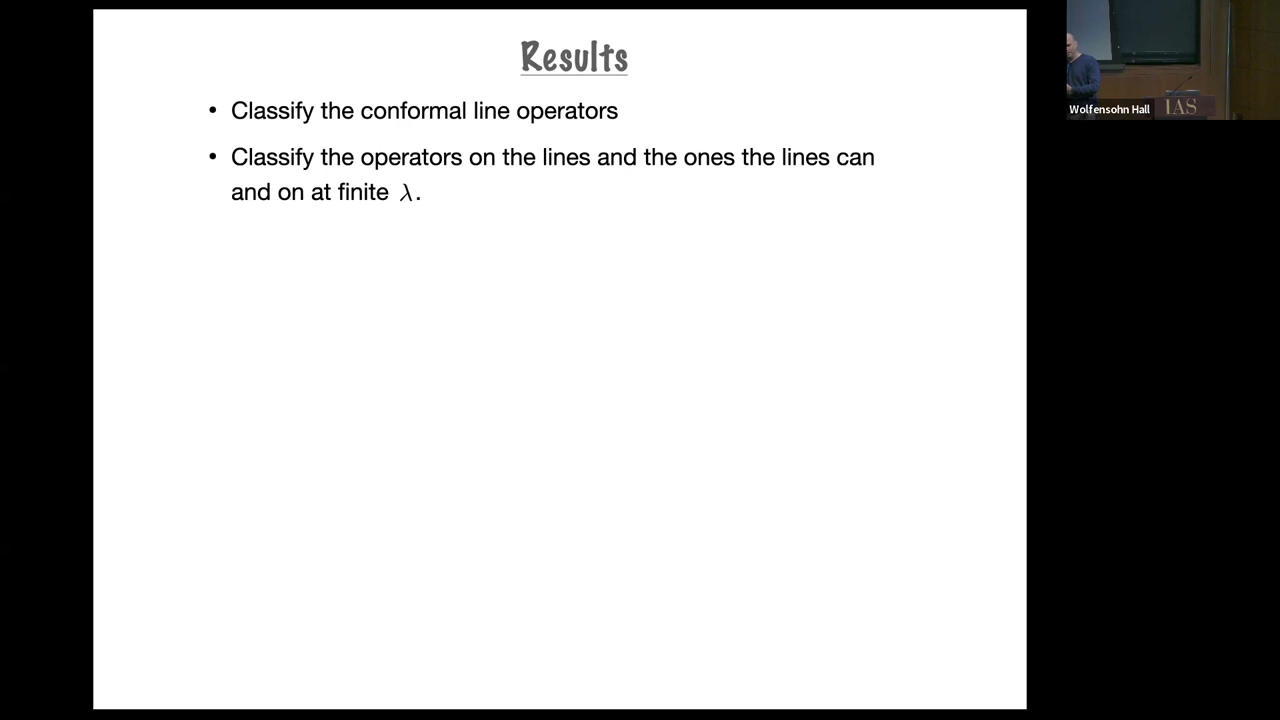 Results
• Classify the conformal line operators
• Classify the operators on the lines and the ones the lines can
and on at finite λ.
Wolfensohn Hall
IAS